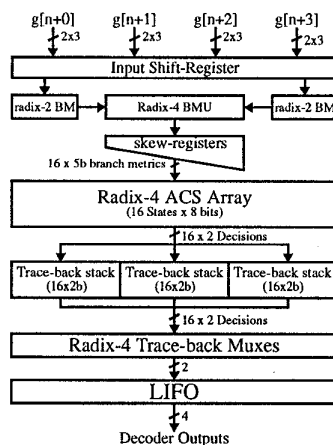 g[n+0] g[n+1] g[n+2] g[n+3]
2x3 2x3 2x3 2x3
Input Shift-Register
radix-2 BM Radix-4 BMU radix-2 BM
skew-registers
16 x 5b branch metrics
Radix-4 ACS Array
(16 States x 8 bits)
16 x 2 Decisions
Trace-back stack Trace-back stack Trace-back stack
(16x2b) (16x2b) (16x2b)
16 x 2 Decisions
Radix-4 Trace-back Muxes
2
LIFO
4
Decoder Outputs